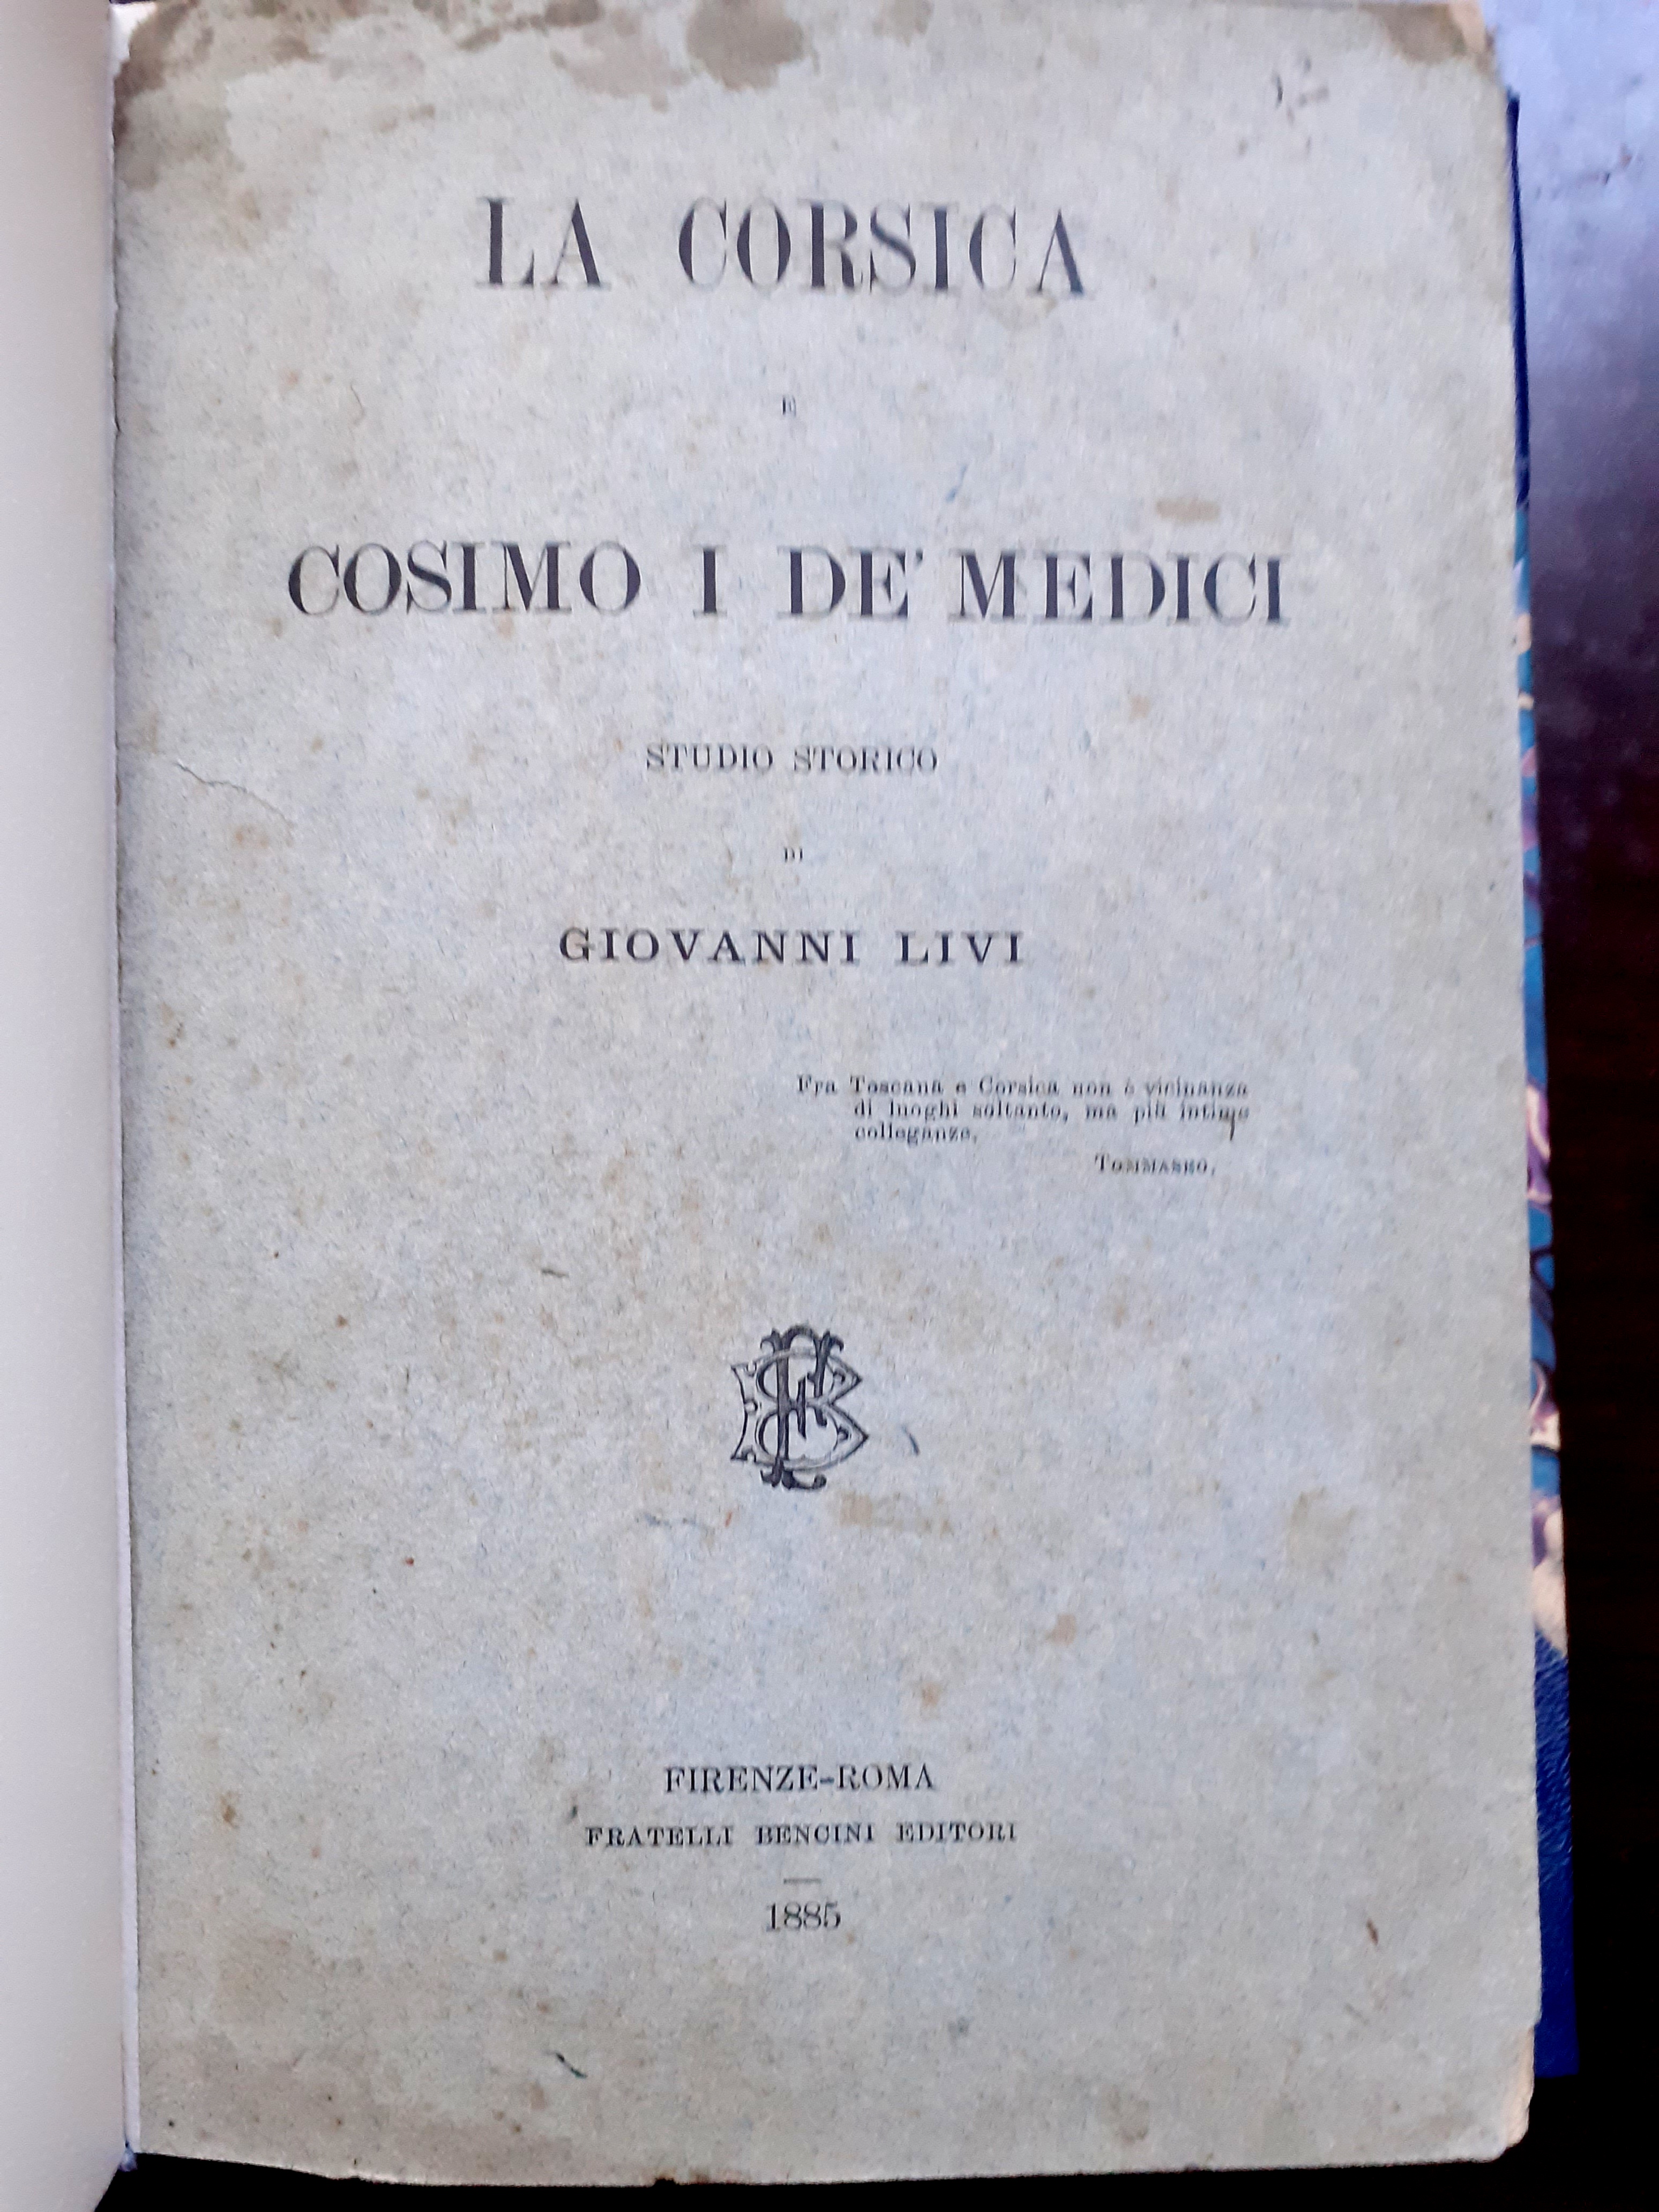 LA CORSICA
E
COSIMO I DE' MEDICI
STUDIO STORICO
DI
GIOVANNI LIVI
Fra Toscana e Corsica non è vicinanza
di luoghi soltanto, ma più intime
colleganze.
TOMMASEO.
FIRENZE-ROMA
FRATELLI BENCINI EDITORI
1885